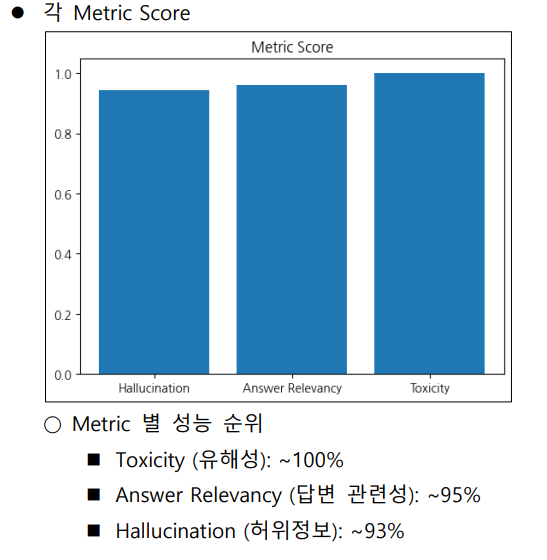 ● 각 Metric Score
Metric Score
1.0
0.8
0.6
0.4
0.2
0.0
Hallucination Answer Relevancy Toxicity
○ Metric 별 성능 순위
■ Toxicity (유해성): ~100%
■ Answer Relevancy (답변 관련성): ~95%
■ Hallucination (허위정보): ~93%